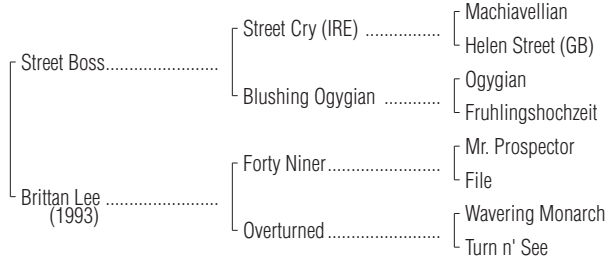 Machiavellian
Street Cry (IRE) ..................
Helen Street (GB)
Street Boss...........................
Ogygian
Blushing Ogygian .............
Fruhlingshochzeit
Mr. Prospector
Forty Niner...........................
File
Brittan Lee ...........................
(1993)
Wavering Monarch
Overturned ...........................
Turn n' See